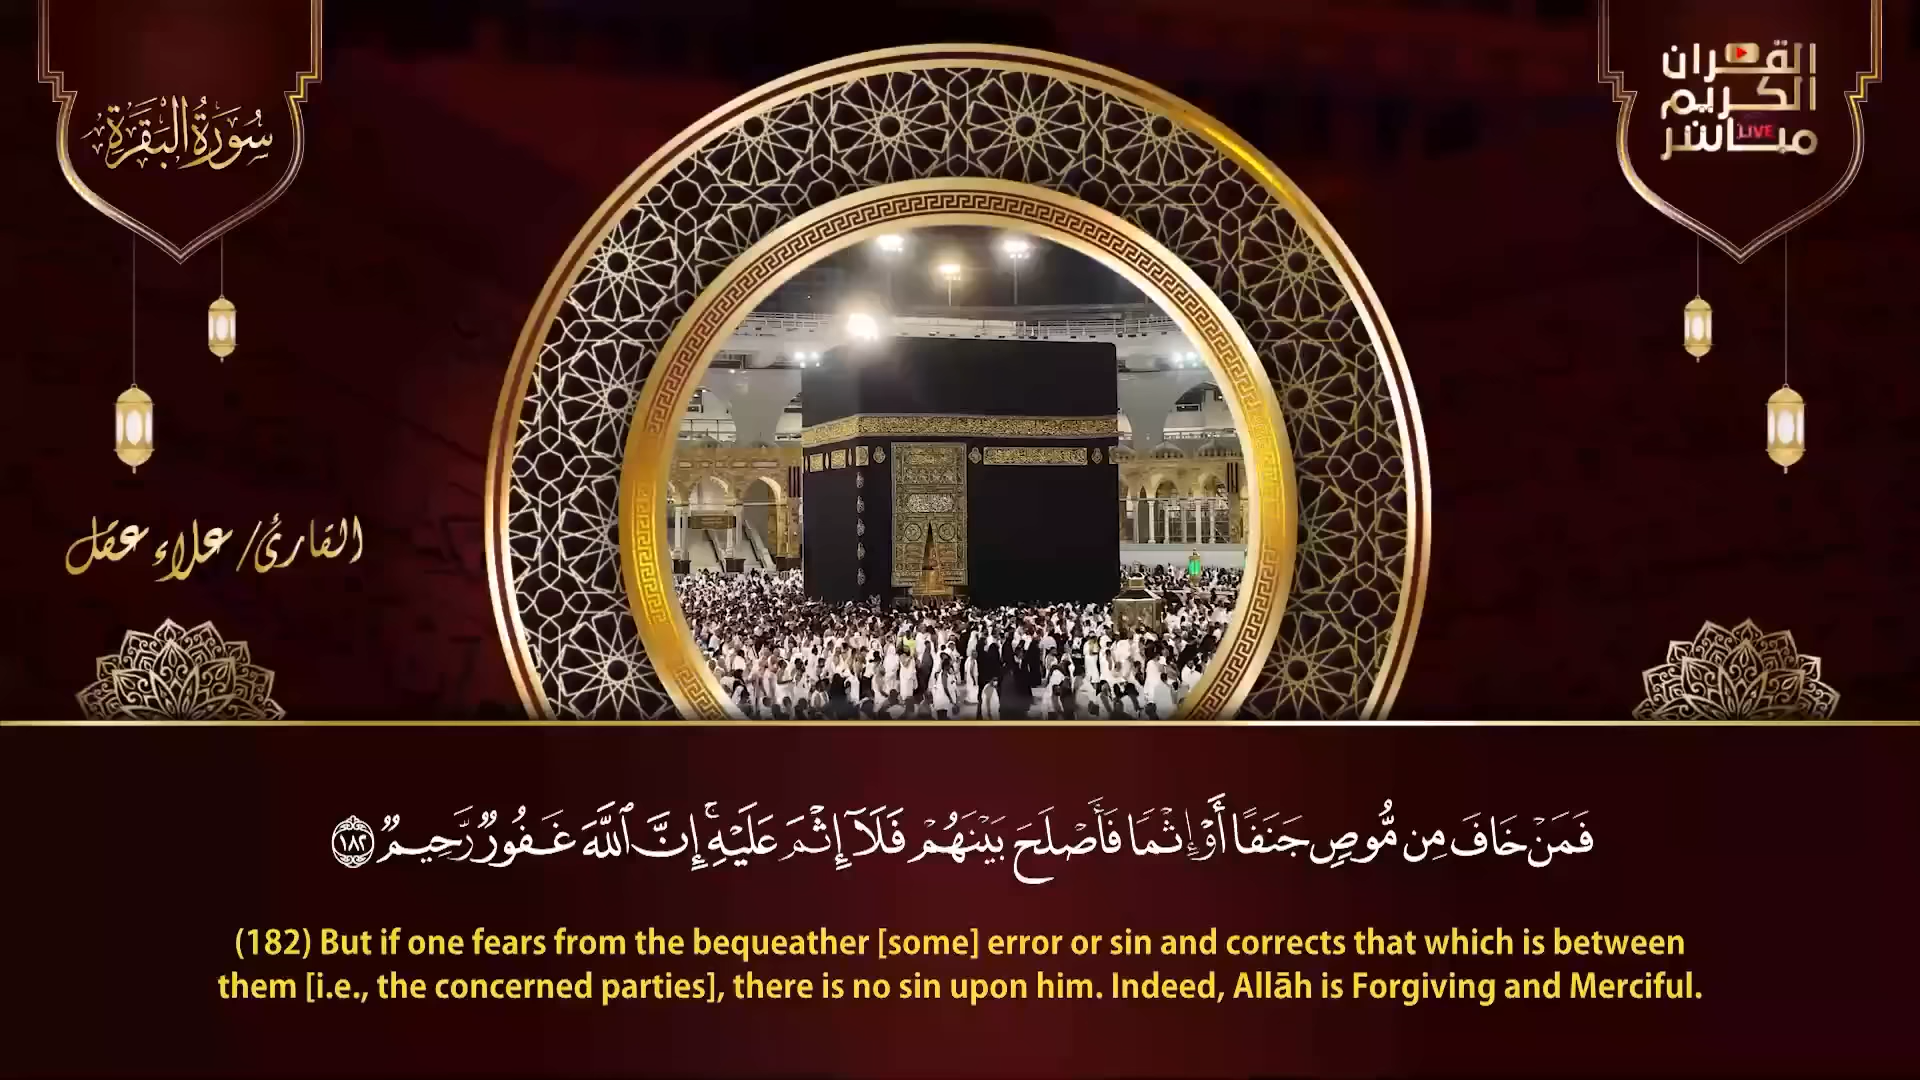 سُورَةُ الْبَقَرَةِ
القرآن
الكريم
مباشر
LIVE
القارئ/ علاء عقل
فَمَنْ خَافَ مِن مُّوصٍ جَنَفًا أَوْ إِثْمًا فَأَصْلَحَ بَيْنَهُمْ فَلَآ إِثْمَ عَلَيْهِ ۚ إِنَّ ٱللَّهَ غَفُورٌ رَّحِيمٌ ١٨٢
(182) But if one fears from the bequeather [some] error or sin and corrects that which is between
them [i.e., the concerned parties], there is no sin upon him. Indeed, Allāh is Forgiving and Merciful.